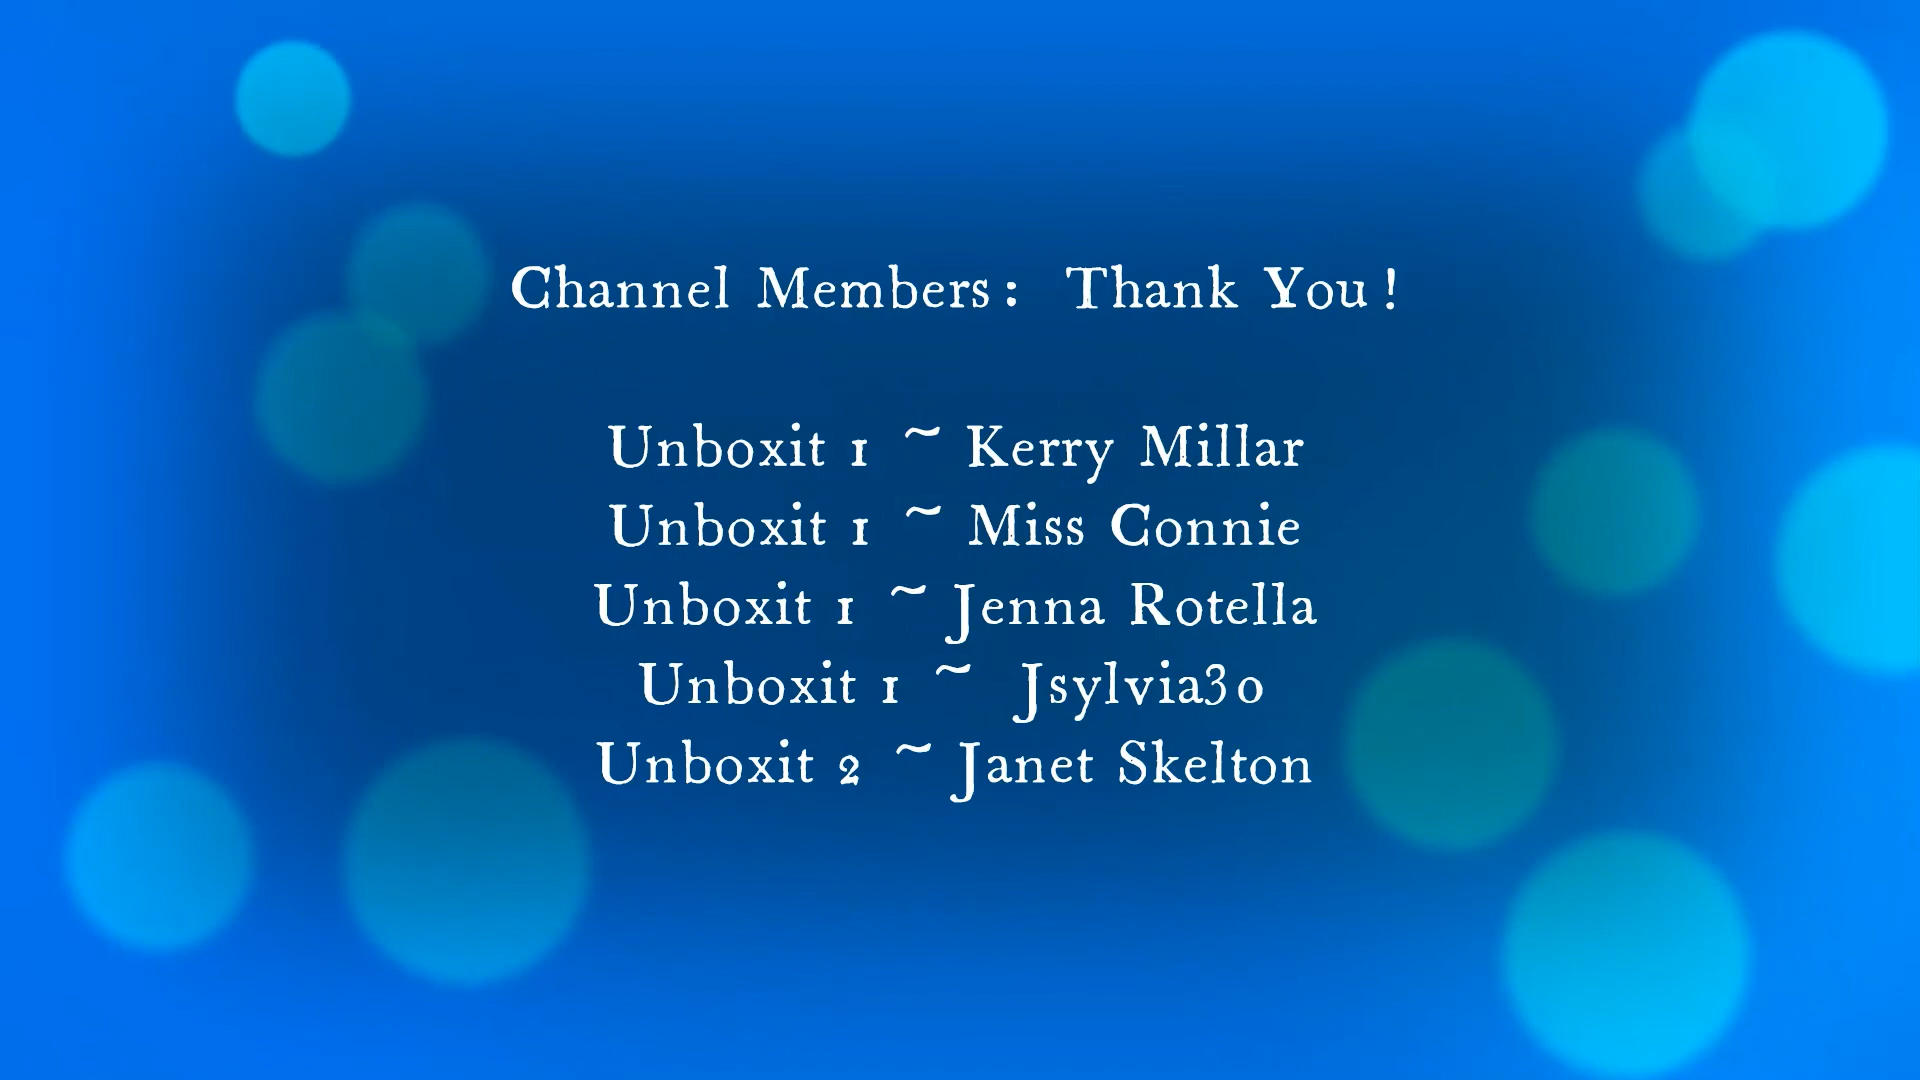 Channel Members: Thank You!
Unboxit 1 ~ Kerry Millar
Unboxit 1 ~ Miss Connie
Unboxit 1 ~ Jenna Rotella
Unboxit 1 ~ Jsylvia30
Unboxit 2 ~ Janet Skelton